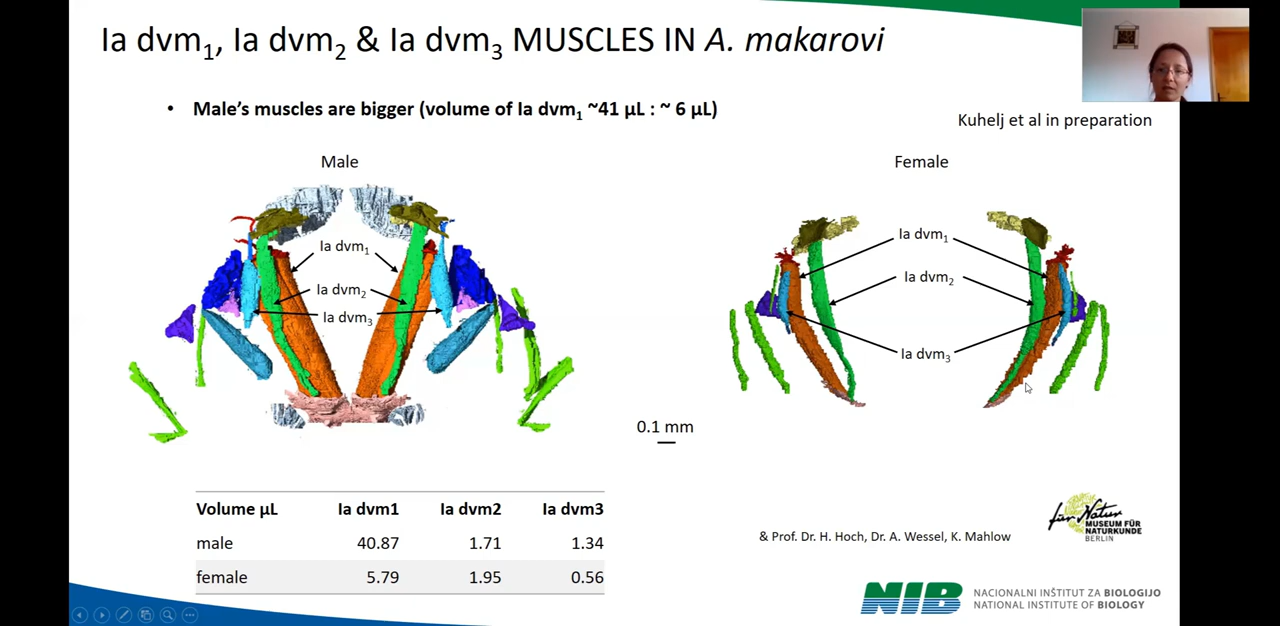 Ia dvm₁, Ia dvm₂ & Ia dvm₃ MUSCLES IN A. makarovi
• Male's muscles are bigger (volume of Ia dvm₁ ~41 µL : ~ 6 µL)
Kuhelj et al in preparation
Male
Female
Ia dvm₁
Ia dvm₂
Ia dvm₃
Ia dvm₁
Ia dvm₂
Ia dvm₃
0.1 mm
Volume µL Ia dvm1 Ia dvm2 Ia dvm3
male 40.87 1.71 1.34
female 5.79 1.95 0.56
& Prof. Dr. H. Hoch, Dr. A. Wessel, K. Mahlow
für Natur
MUSEUM FÜR
NATURKUNDE
BERLIN
NIB
NACIONALNI INŠTITUT ZA BIOLOGIJO
NATIONAL INSTITUTE OF BIOLOGY